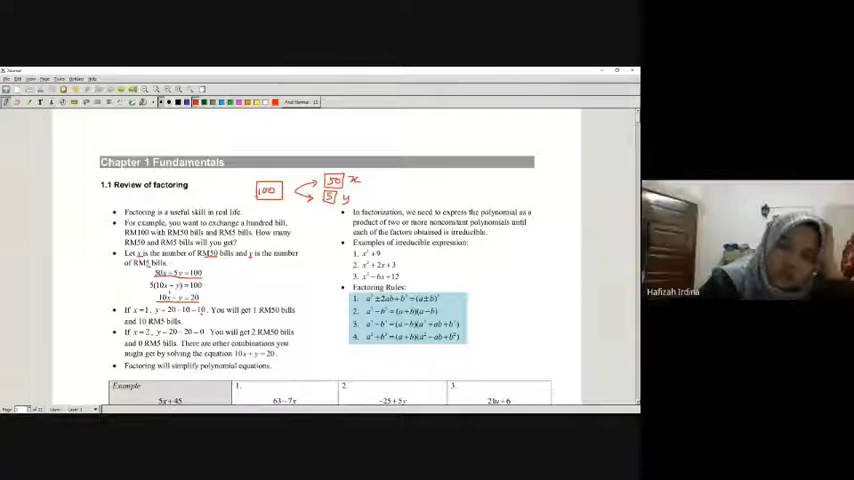 Chapter 1 Fundamentals
1.1 Review of factoring
100
50 x
5 y
Factoring is a useful skill in real life.
For example, you want to exchange a hundred bill,
RM100 with RM50 bills and RM5 bills. How many
RM50 and RM5 bills will you get?
Let x is the number of RM50 bills and y is the number
of RM5 bills.
50x+5y=100
5(10x+y)=100
10x+y=20
If x=1, y=20-10=10. You will get 1 RM50 bills
and 10 RM5 bills.
If x=2, y=20-20=0. You will get 2 RM50 bills
and 0 RM5 bills. There are other combinations you
might get by solving the equation 10x+y=20.
Factoring will simplify polynomial equations.
In factorization, we need to express the polynomial as a
product of two or more nonconstant polynomials until
each of the factors obtained is irreducible.
Examples of irreducible expression:
1. x²+9
2. x²+2x+3
3. x²-6x+12
Factoring Rules:
1. a²±2ab+b²=(a±b)²
2. a²-b²=(a+b)(a-b)
3. a³-b³=(a-b)(a²+ab+b²)
4. a³+b³=(a+b)(a²-ab+b²)
Example 1. 2. 3.
5x+45 63-7x -25+5y
Hafizah Irdina